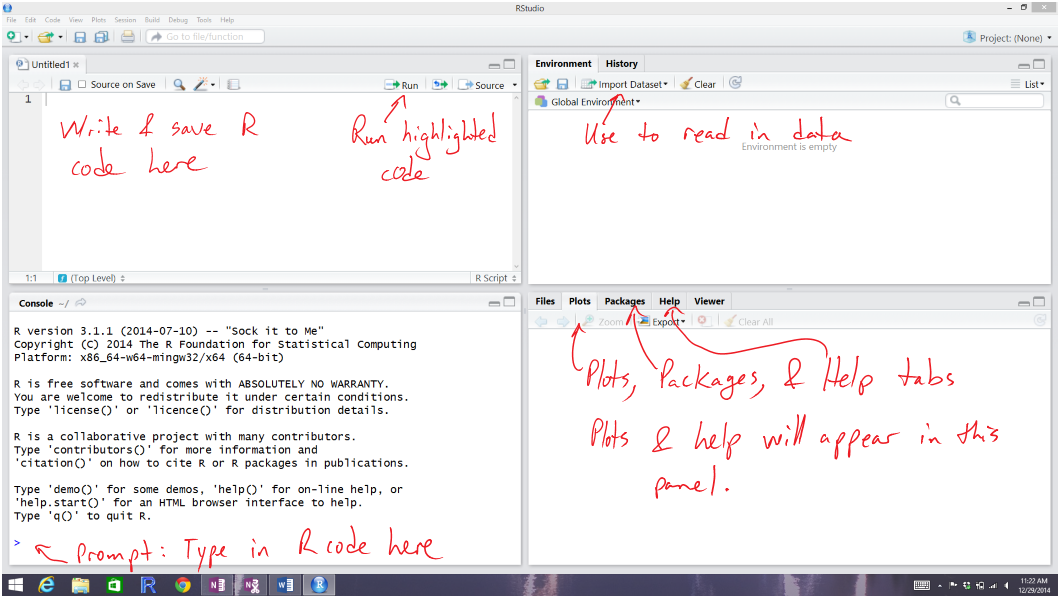 RStudio
File Edit Code View Plots Session Build Debug Tools Help
Go to file/function
Project: (None)
Untitled1
Source on Save
Run
Source
1
Write & save R
code here
Run highlighted
code
1:1
(Top Level)
R Script
Environment History
Import Dataset
Clear
List
Global Environment
Use to read in data
Environment is empty
Console ~/
R version 3.1.1 (2014-07-10) -- "Sock it to Me"
Copyright (C) 2014 The R Foundation for Statistical Computing
Platform: x86_64-w64-mingw32/x64 (64-bit)
R is free software and comes with ABSOLUTELY NO WARRANTY.
You are welcome to redistribute it under certain conditions.
Type 'license()' or 'licence()' for distribution details.
R is a collaborative project with many contributors.
Type 'contributors()' for more information and
'citation()' on how to cite R or R packages in publications.
Type 'demo()' for some demos, 'help()' for on-line help, or
'help.start()' for an HTML browser interface to help.
Type 'q()' to quit R.
>
Prompt: Type in R code here
Files Plots Packages Help Viewer
Zoom Export Clear All
Plots, Packages, & Help tabs
Plots & help will appear in this
panel.
11:22 AM
12/29/2014